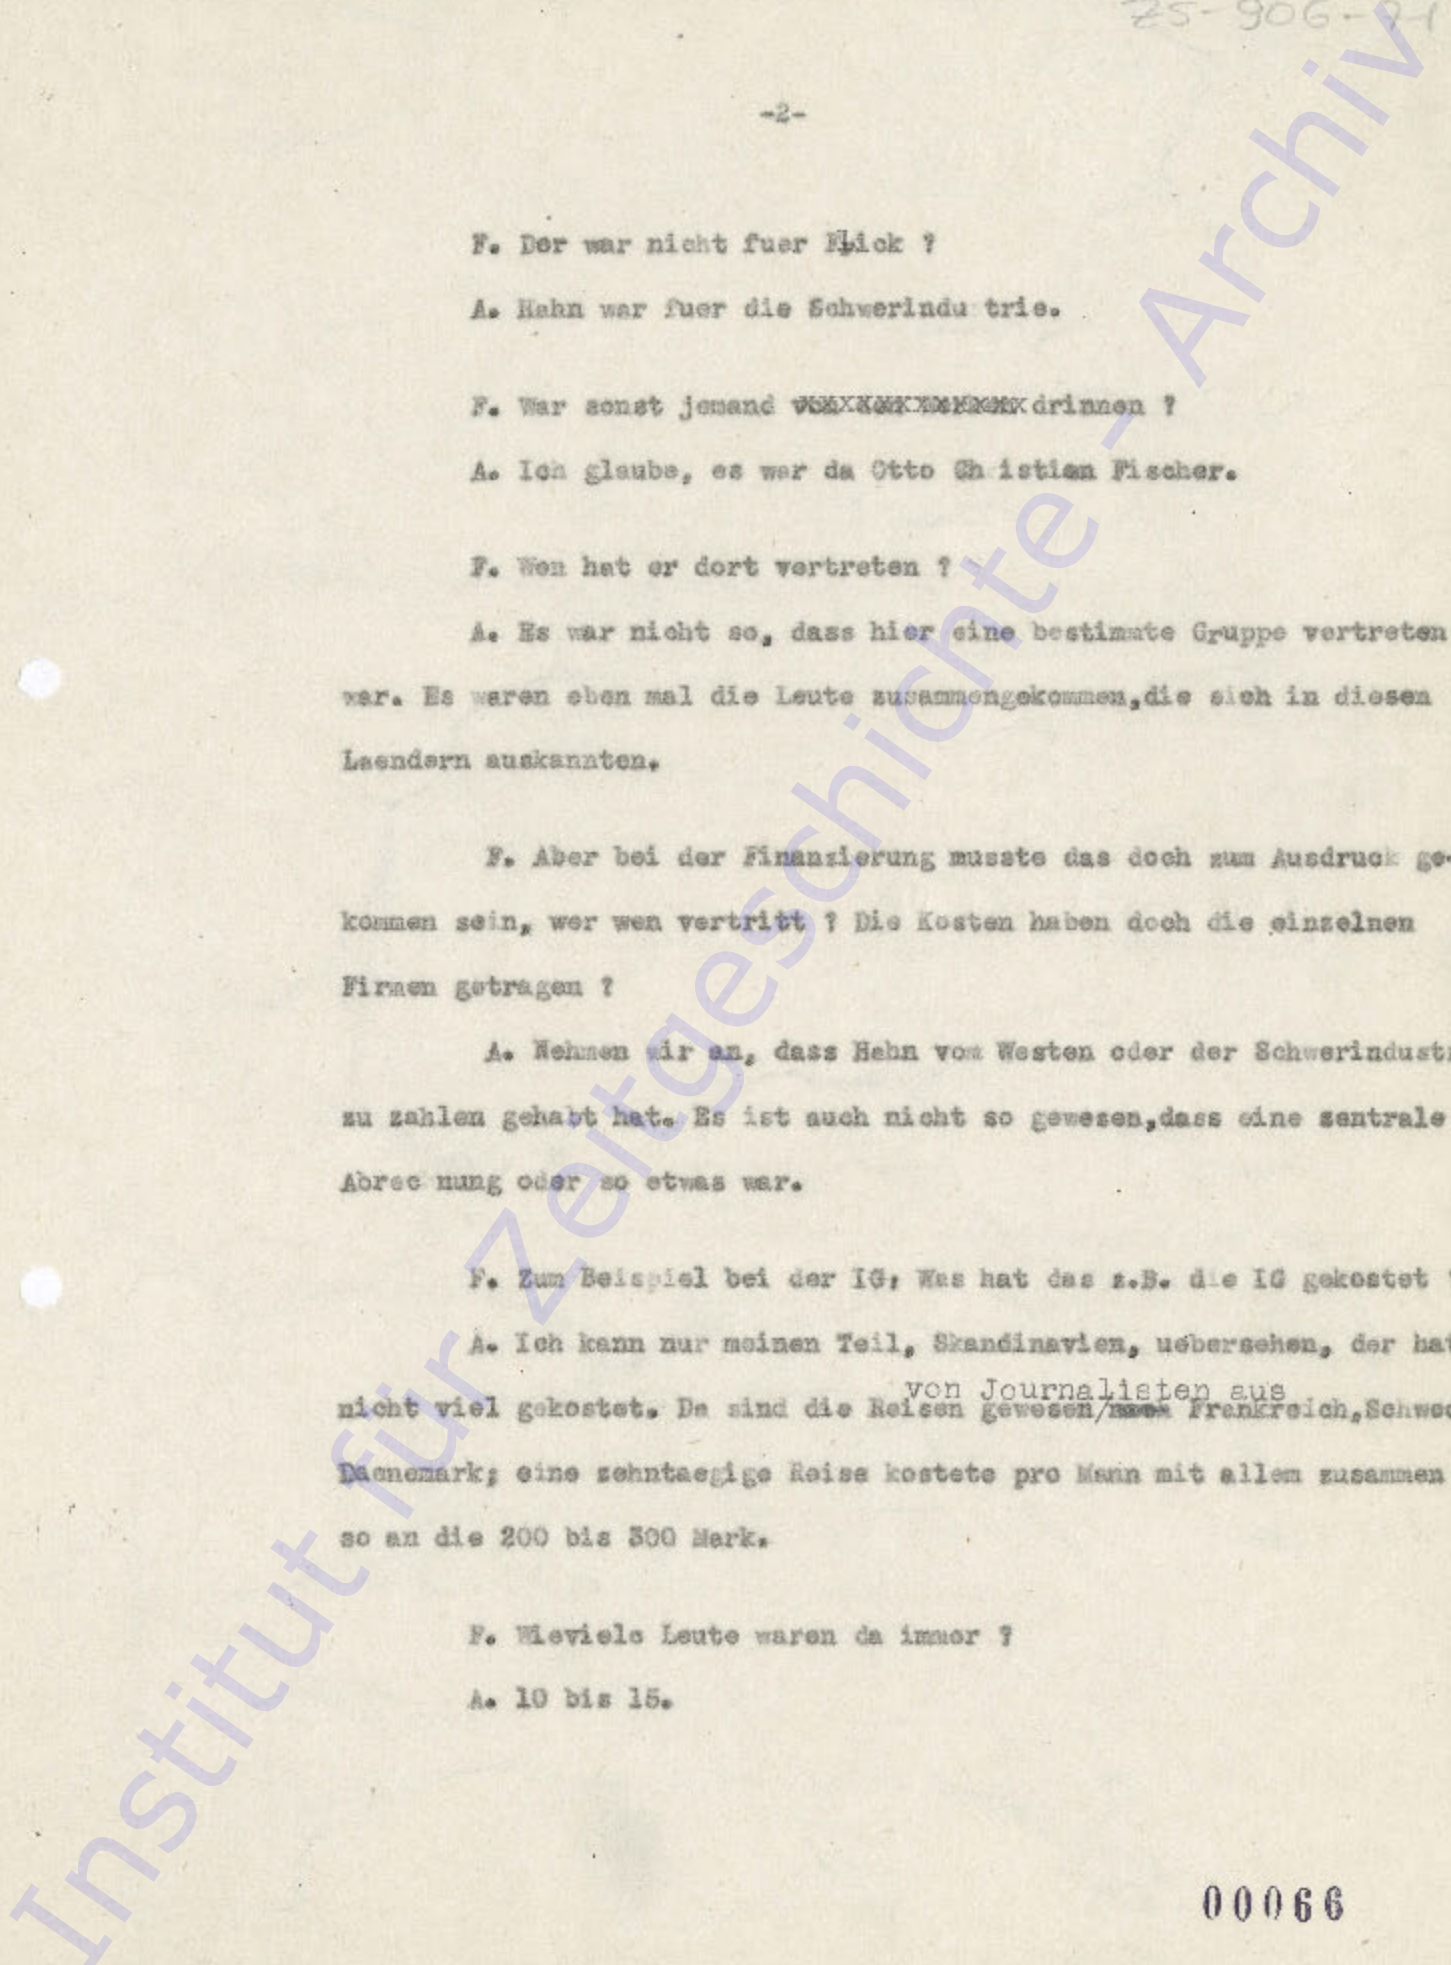 ZS-906-
-2-
F. Der war nicht fuer Flick ?
A. Hahn war fuer die Schwerindu trie.
F. War sonst jemand drinnen ?
A. Ich glaube, es war da Otto Ch istian Fischer.
F. Wen hat er dort vertreten ?
A. Es war nicht so, dass hier eine bestimmte Gruppe vertreten
war. Es waren eben mal die Leute zusammengekommen,die sich in diesen
Laendern auskannten.
F. Aber bei der Finanzierung musste das doch zum Ausdruck ge-
kommen sein, wer wen vertritt ? Die Kosten haben doch die einzelnen
Firmen getragen ?
A. Nehmen wir an, dass Hahn vom Westen oder der Schwerindust
zu zahlen gehabt hat. Es ist auch nicht so gewesen,dass eine zentrale
Abrec nung oder so etwas war.
F. Zum Beispiel bei der IG: Was hat das z.B. die IG gekostet ?
A. Ich kann nur meinen Teil, Skandinavien, uebersehen, der hat
von Journalisten aus
nicht viel gekostet. Da sind die Reisen gewesen/ Frankreich,Schwe
Daenemark; eine zehntaegige Reise kostete pro Mann mit allem zusammen
so an die 200 bis 300 Mark.
F. Wieviele Leute waren da immer ?
A. 10 bis 15.
00066
Institut für Zeitgeschichte - Archiv